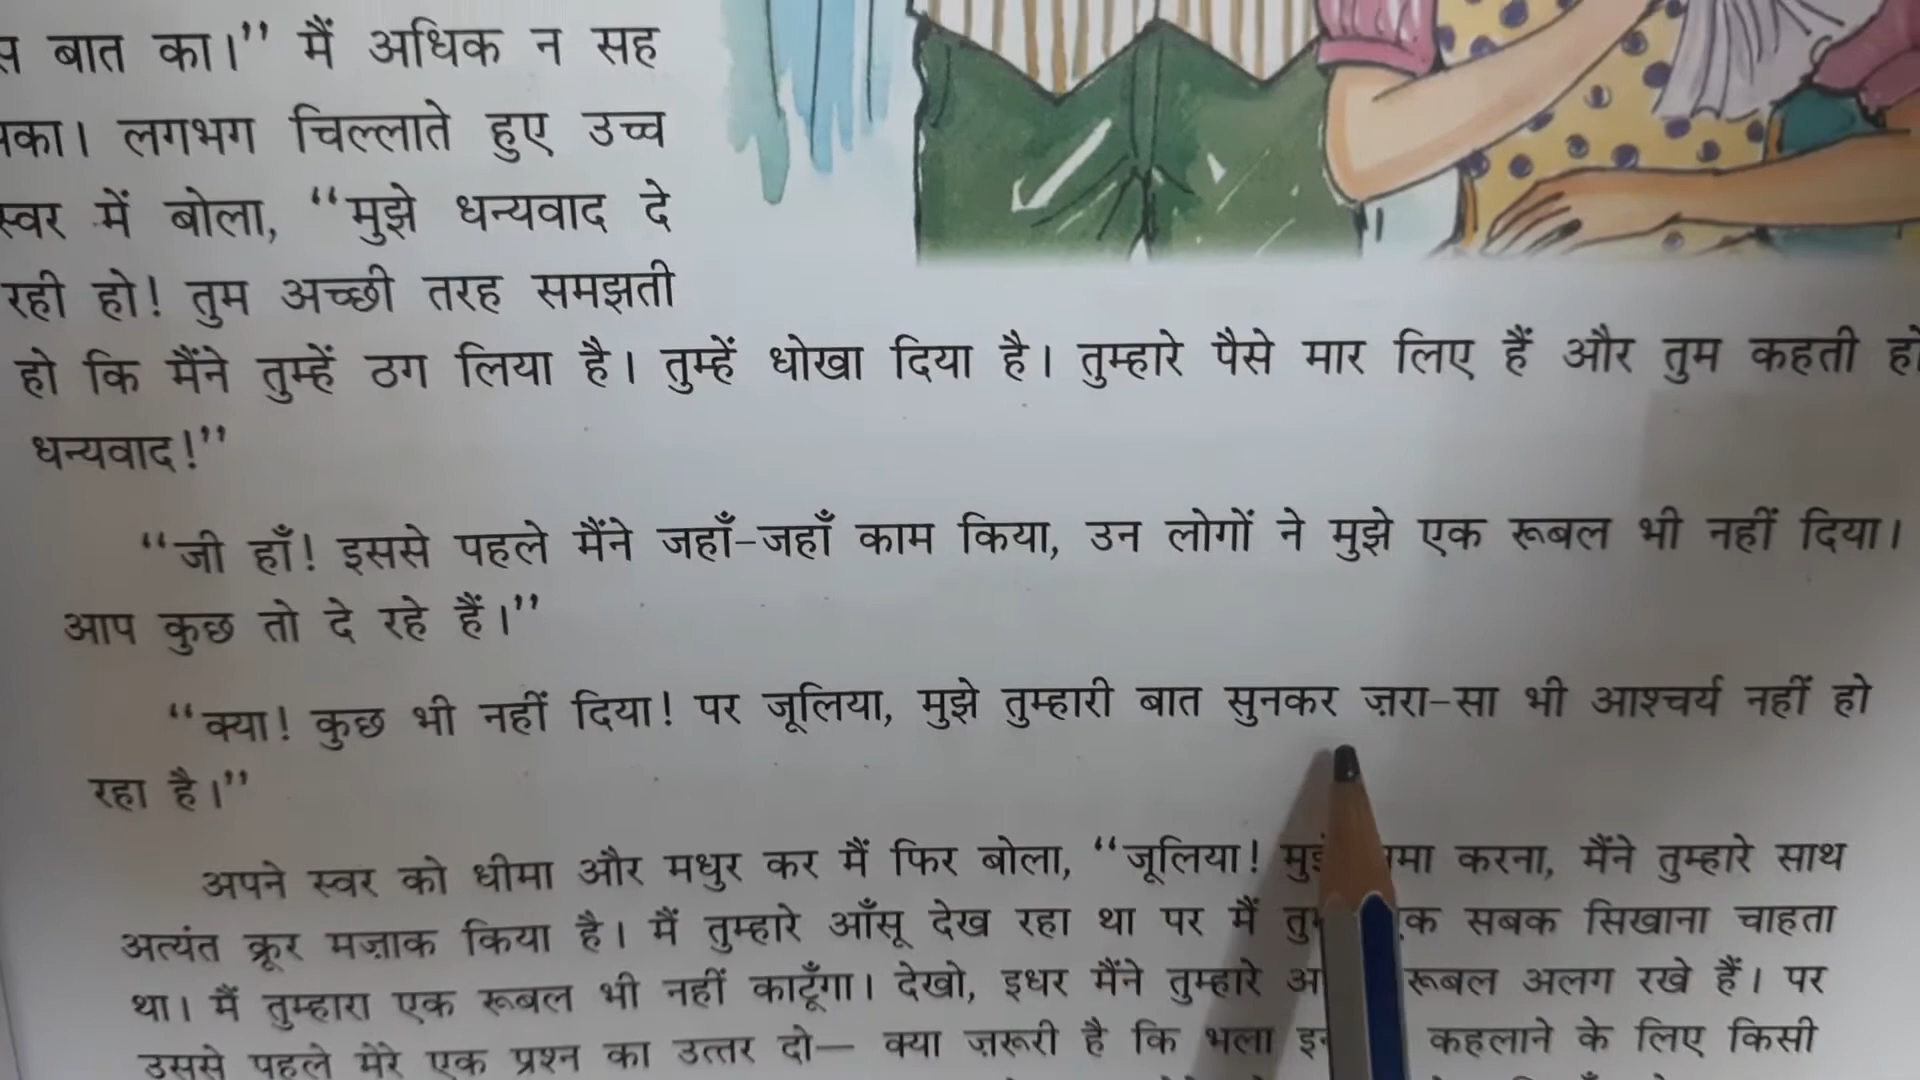 बात का।” मैं अधिक न सह
लगभग चिल्लाते हुए उच्च
स्वर में बोला, “मुझे धन्यवाद दे
रही हो! तुम अच्छी तरह समझती
हो कि मैंने तुम्हें ठग लिया है। तुम्हें धोखा दिया है। तुम्हारे पैसे मार लिए हैं और तुम कहती हो
धन्यवाद!”
“जी हाँ! इससे पहले मैंने जहाँ-जहाँ काम किया, उन लोगों ने मुझे एक रूबल भी नहीं दिया।
आप कुछ तो दे रहे हैं।”
“क्या! कुछ भी नहीं दिया! पर जूलिया, मुझे तुम्हारी बात सुनकर ज़रा-सा भी आश्चर्य नहीं हो
रहा है।”
अपने स्वर को धीमा और मधुर कर मैं फिर बोला, “जूलिया! करना, मैंने तुम्हारे साथ
अत्यंत क्रूर मज़ाक किया है। मैं तुम्हारे आँसू देख रहा था पर मैं सबक सिखाना चाहता
था। मैं तुम्हारा एक रूबल भी नहीं काटूँगा। देखो, इधर मैंने तुम्हारे रूबल अलग रखे हैं। पर
उससे पहले मेरे एक प्रश्न का उत्तर दो— क्या ज़रूरी है कि भला कहलाने के लिए किसी